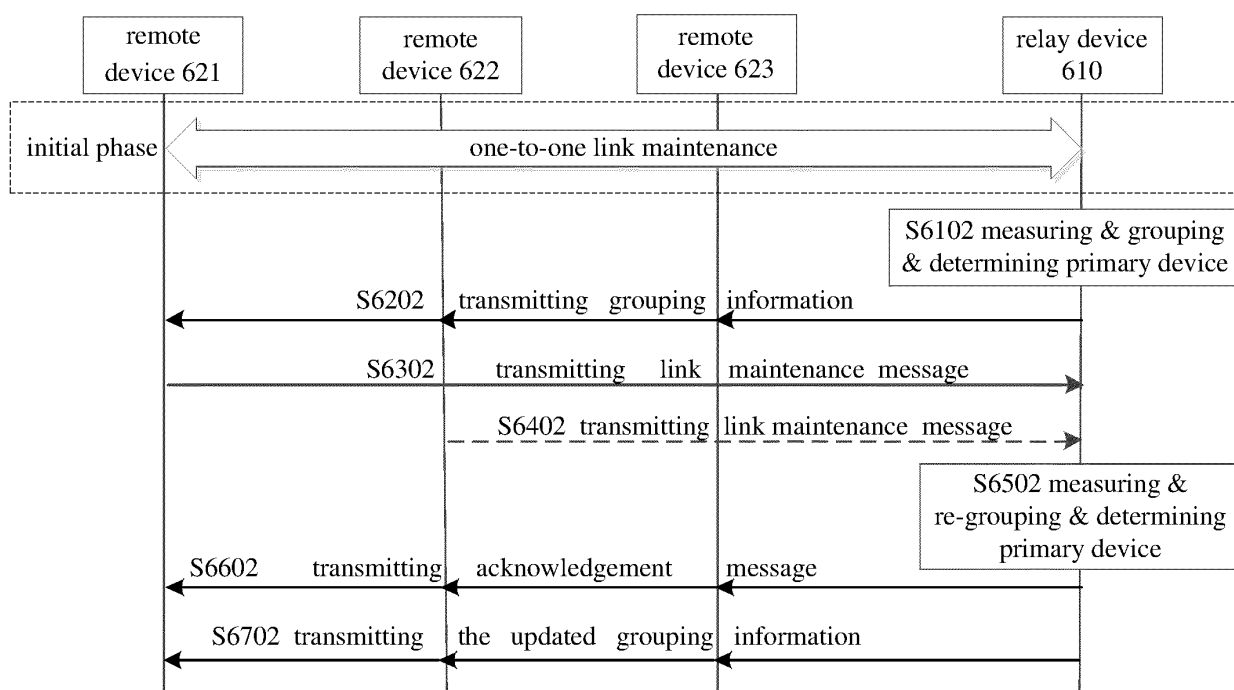 remote
device 621
remote
device 622
remote
device 623
relay device
610
initial phase
one-to-one link maintenance
S6102 measuring & grouping
& determining primary device
S6202 transmitting grouping information
S6302 transmitting link maintenance message
S6402 transmitting link maintenance message
S6502 measuring &
re-grouping & determining
primary device
S6602 transmitting acknowledgement message
S6702 transmitting the updated grouping information